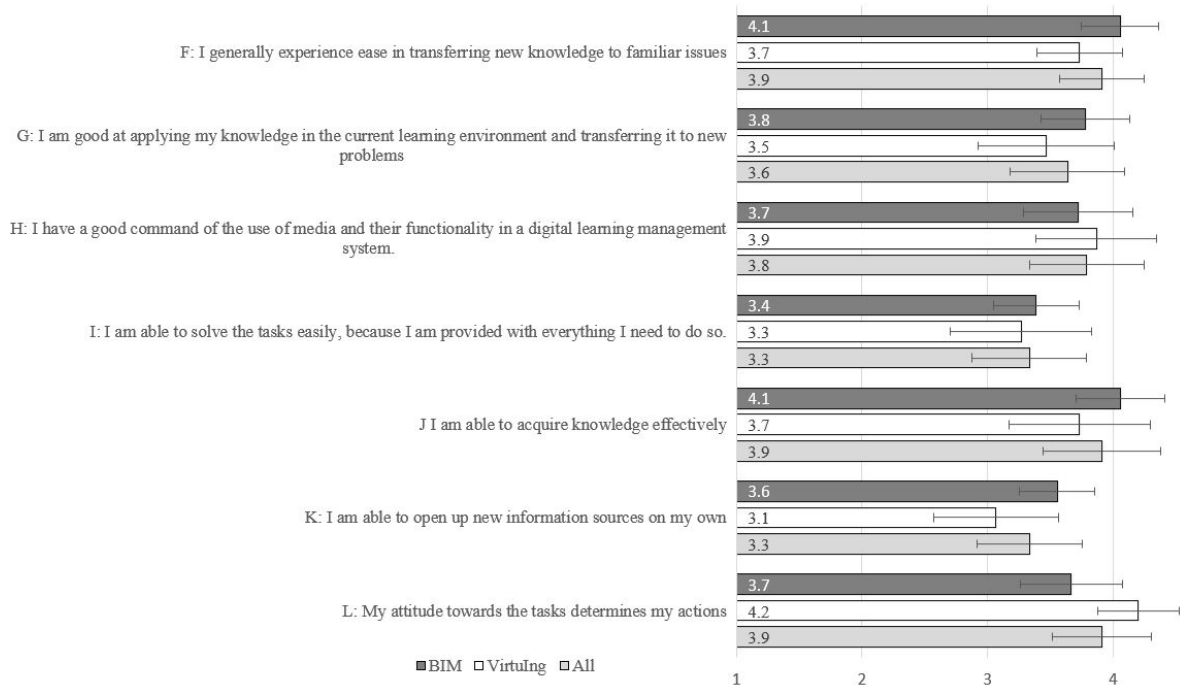 4.1
F: I generally experience ease in transferring new knowledge to familiar issues
3.7
3.9
3.8
G: I am good at applying my knowledge in the current learning environment and transferring it to new
problems
3.5
3.6
3.7
H: I have a good command of the use of media and their functionality in a digital learning management
system.
3.9
3.8
3.4
I: I am able to solve the tasks easily, because I am provided with everything I need to do so.
3.3
3.3
4.1
J I am able to acquire knowledge effectively
3.7
3.9
3.6
K: I am able to open up new information sources on my own
3.1
3.3
3.7
L: My attitude towards the tasks determines my actions
4.2
3.9
BIM VirtuIng All
1 2 3 4